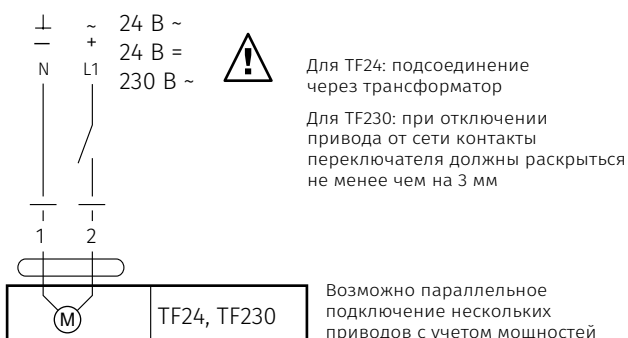 ⊥ ~ 24 В ~
— + 24 В =
N L1 230 В ~
Для TF24: подсоединение
через трансформатор
Для TF230: при отключении
привода от сети контакты
переключателя должны раскрыться
не менее чем на 3 мм
1 2
M
TF24, TF230
Возможно параллельное
подключение нескольких
приводов с учетом мощностей